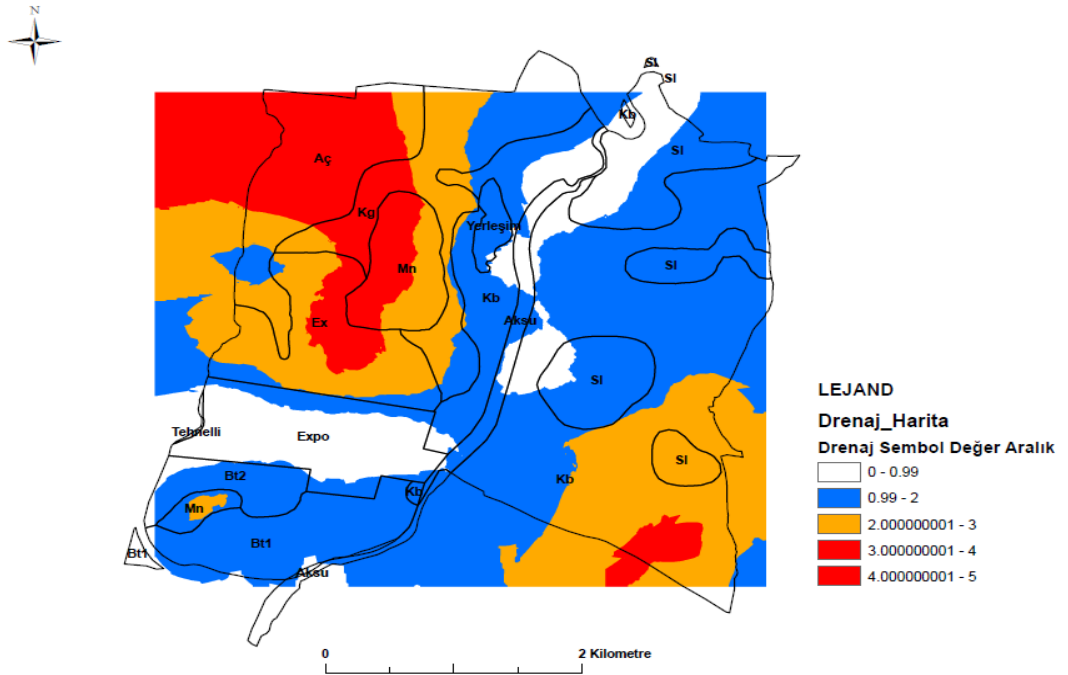 N
Sl
Sl
Kb
Sl
Aç
Kg
Yerleşim
Mn
Sl
Kb
Aksu
Ex
Sl
Tehnelli
Expo
Sl
Bt2
Kb
Kb
Mn
Bt1
Bt1
Aksu
LEJAND
Drenaj_Harita
Drenaj Sembol Değer Aralık
0 - 0.99
0.99 - 2
2.000000001 - 3
3.000000001 - 4
4.000000001 - 5
0
2 Kilometre